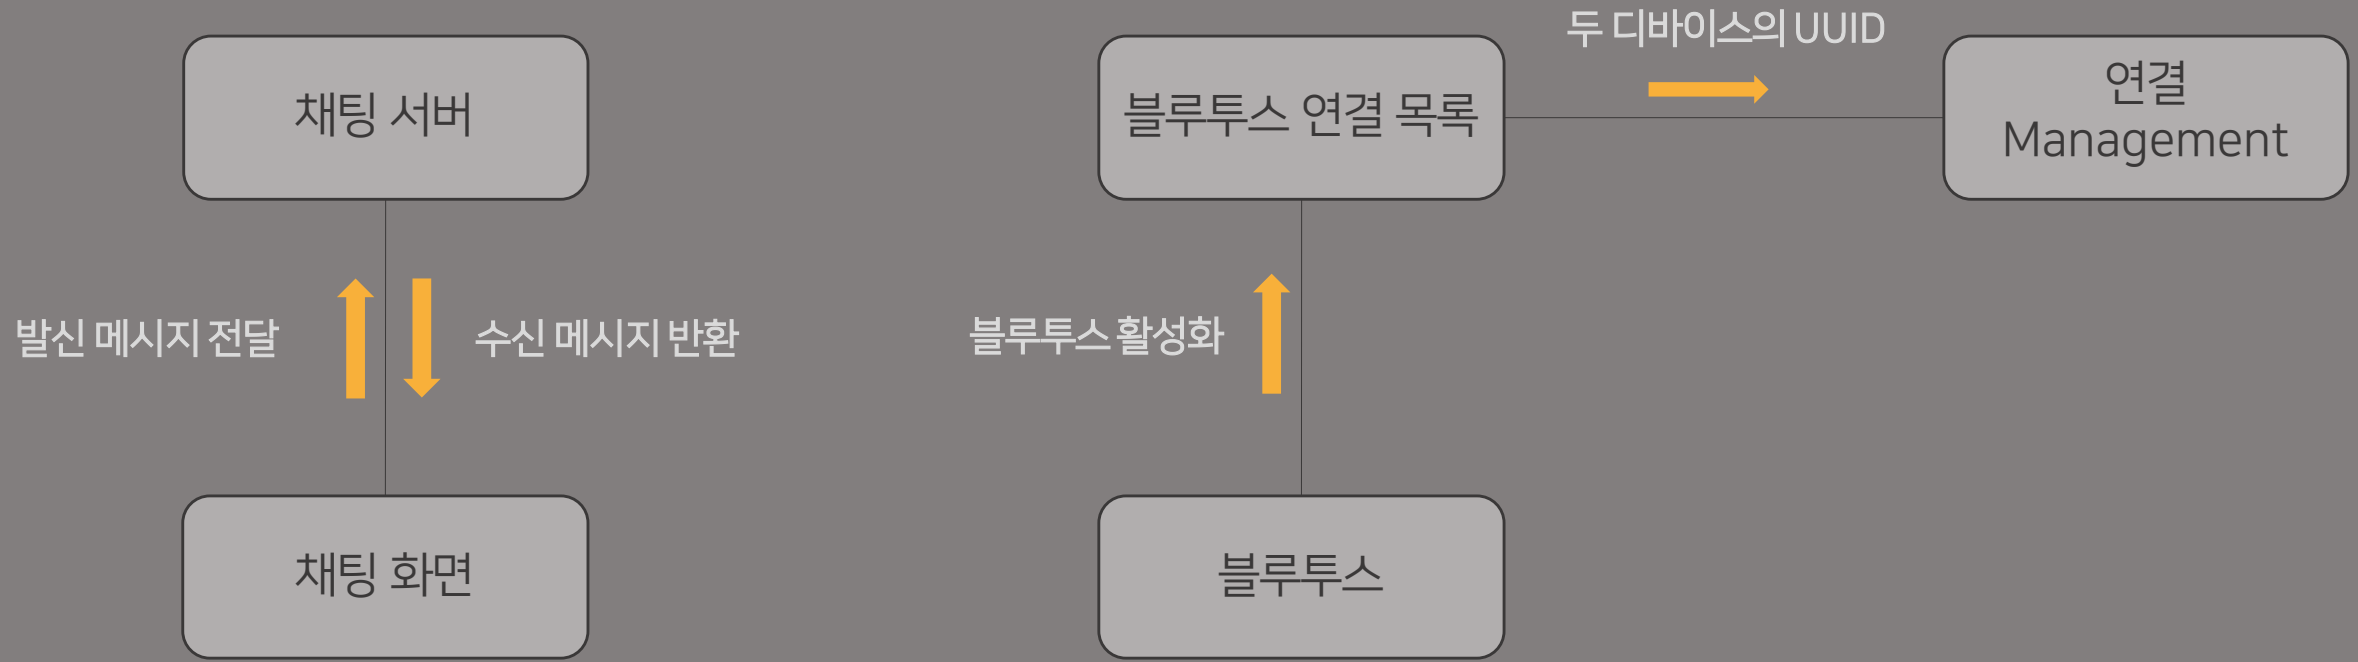 두 디바이스의 UUID
채팅 서버
블루투스 연결 목록
연결
Management
발신 메시지 전달
수신 메시지 반환
블루투스 활성화
채팅 화면
블루투스